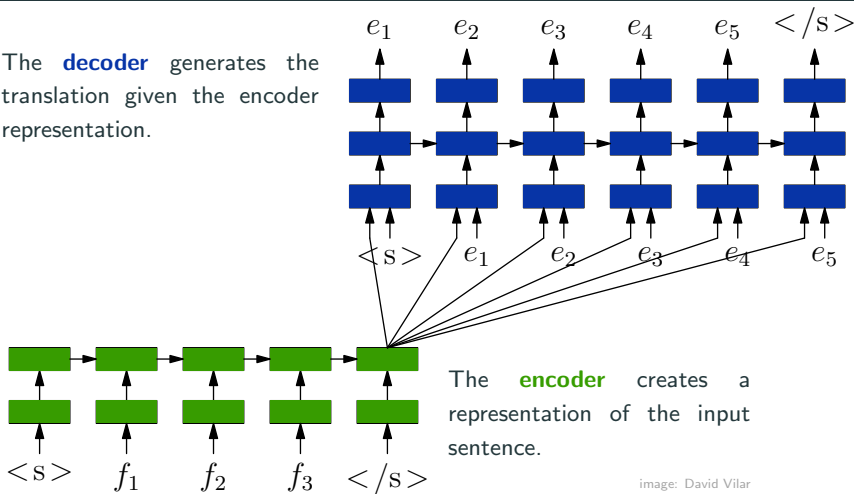 e1 e2 e3 e4 e5 </s>
The decoder generates the
translation given the encoder
representation.
<s> e1 e2 e3 e4 e5
The encoder creates a
representation of the input
sentence.
<s> f1 f2 f3 </s>
image: David Vilar